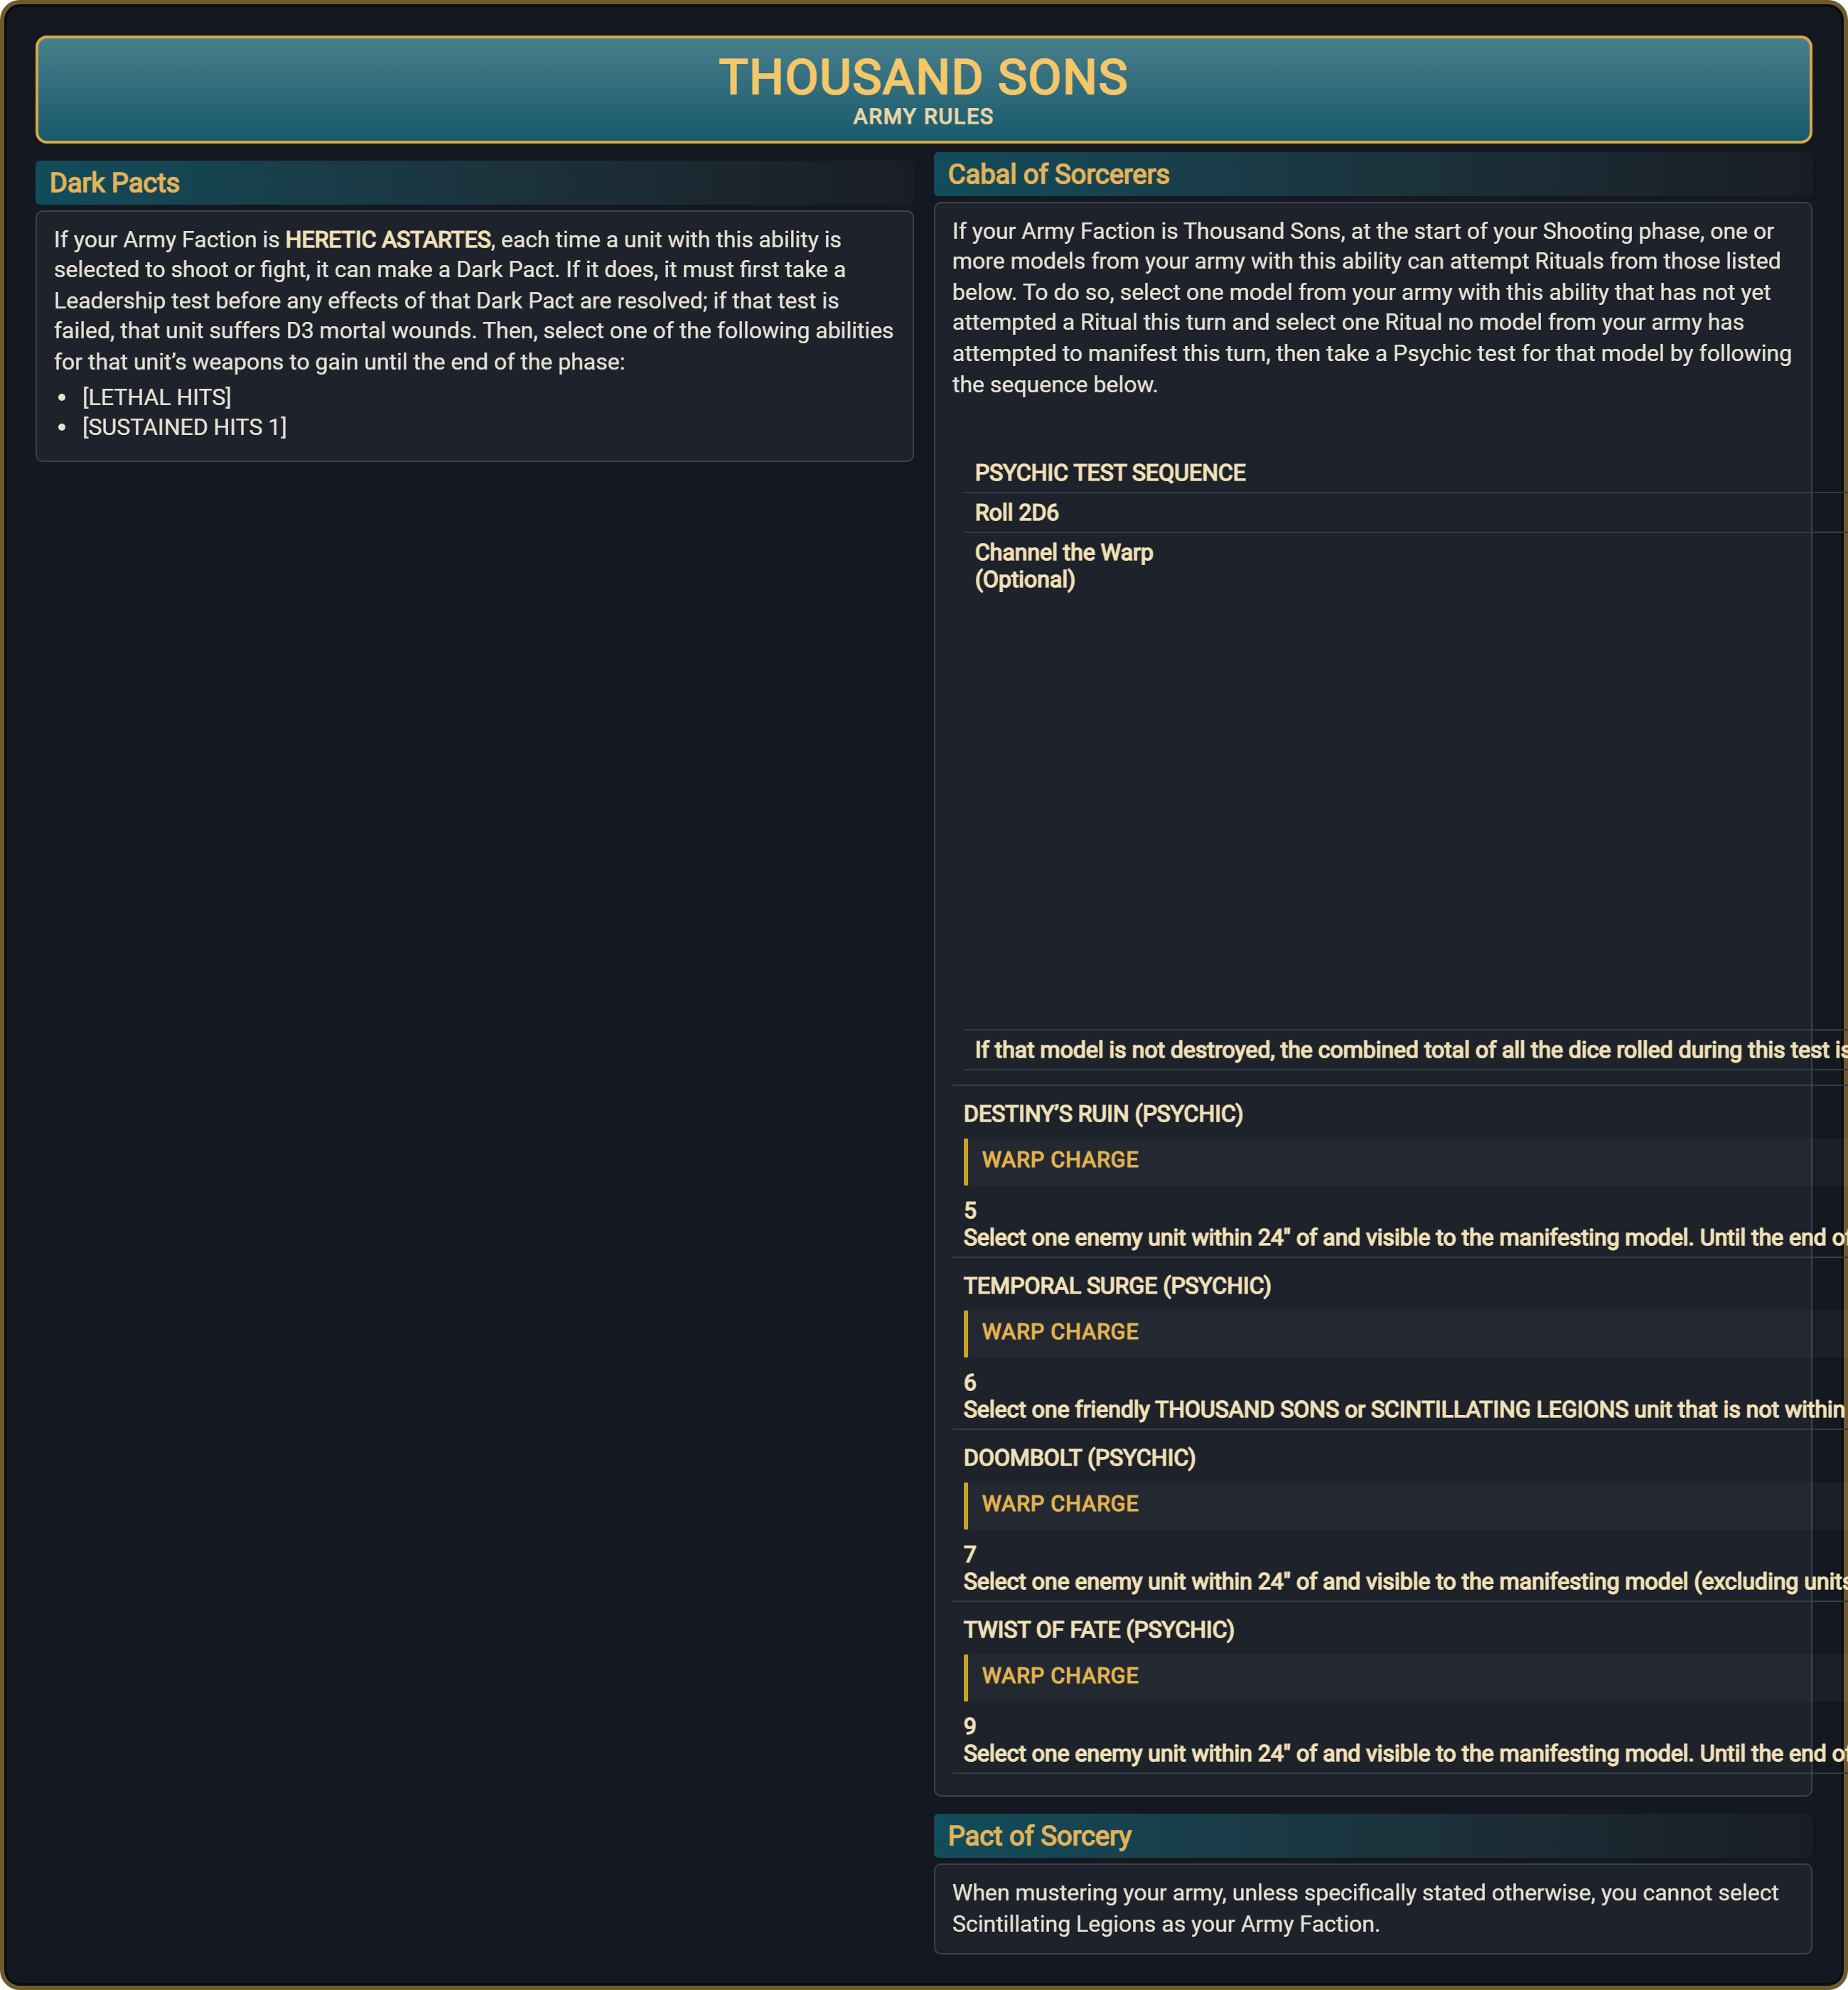 THOUSAND SONS
ARMY RULES
Dark Pacts
If your Army Faction is HERETIC ASTARTES, each time a unit with this ability is
selected to shoot or fight, it can make a Dark Pact. If it does, it must first take a
Leadership test before any effects of that Dark Pact are resolved; if that test is
failed, that unit suffers D3 mortal wounds. Then, select one of the following abilities
for that unit’s weapons to gain until the end of the phase:
• [LETHAL HITS]
• [SUSTAINED HITS 1]
Cabal of Sorcerers
If your Army Faction is Thousand Sons, at the start of your Shooting phase, one or
more models from your army with this ability can attempt Rituals from those listed
below. To do so, select one model from your army with this ability that has not yet
attempted a Ritual this turn and select one Ritual no model from your army has
attempted to manifest this turn, then take a Psychic test for that model by following
the sequence below.
PSYCHIC TEST SEQUENCE
Roll 2D6
Channel the Warp
(Optional)
If that model is not destroyed, the combined total of all the dice rolled during this test is
DESTINY’S RUIN (PSYCHIC)
WARP CHARGE
5
Select one enemy unit within 24" of and visible to the manifesting model. Until the end of
TEMPORAL SURGE (PSYCHIC)
WARP CHARGE
6
Select one friendly THOUSAND SONS or SCINTILLATING LEGIONS unit that is not within
DOOMBOLT (PSYCHIC)
WARP CHARGE
7
Select one enemy unit within 24" of and visible to the manifesting model (excluding units
TWIST OF FATE (PSYCHIC)
WARP CHARGE
9
Select one enemy unit within 24" of and visible to the manifesting model. Until the end of
Pact of Sorcery
When mustering your army, unless specifically stated otherwise, you cannot select
Scintillating Legions as your Army Faction.